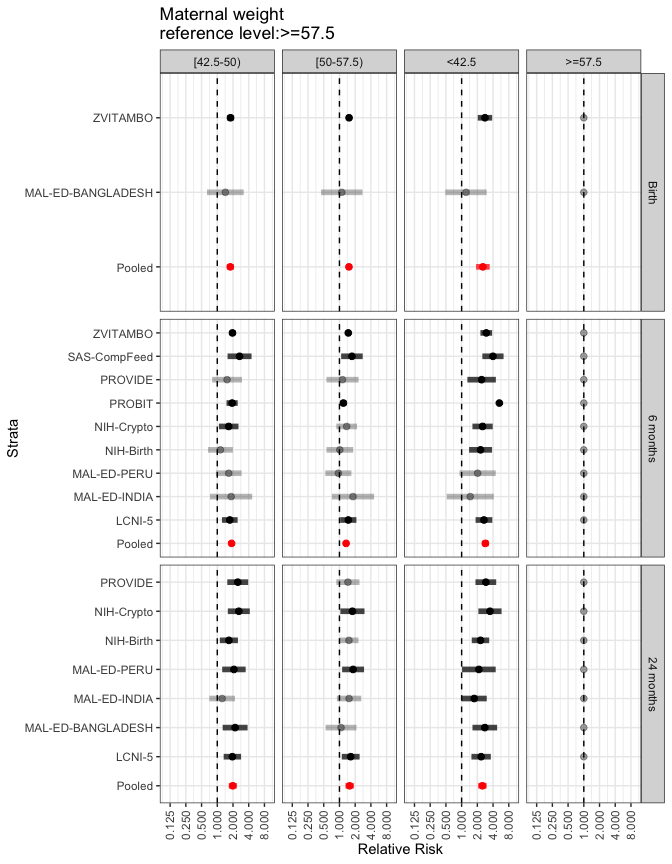 Maternal weight
reference level:>=57.5
[42.5-50) [50-57.5) <42.5 >=57.5
ZVITAMBO
MAL-ED-BANGLADESH
Pooled
Birth
ZVITAMBO
SAS-CompFeed
PROVIDE
PROBIT
NIH-Crypto
NIH-Birth
MAL-ED-PERU
MAL-ED-INDIA
LCNI-5
Pooled
6 months
Strata
PROVIDE
NIH-Crypto
NIH-Birth
MAL-ED-PERU
MAL-ED-INDIA
MAL-ED-BANGLADESH
LCNI-5
Pooled
24 months
0.125 0.250 0.500 1.000 2.000 4.000 8.000 0.125 0.250 0.500 1.000 2.000 4.000 8.000 0.125 0.250 0.500 1.000 2.000 4.000 8.000 0.125 0.250 0.500 1.000 2.000 4.000 8.000
Relative Risk